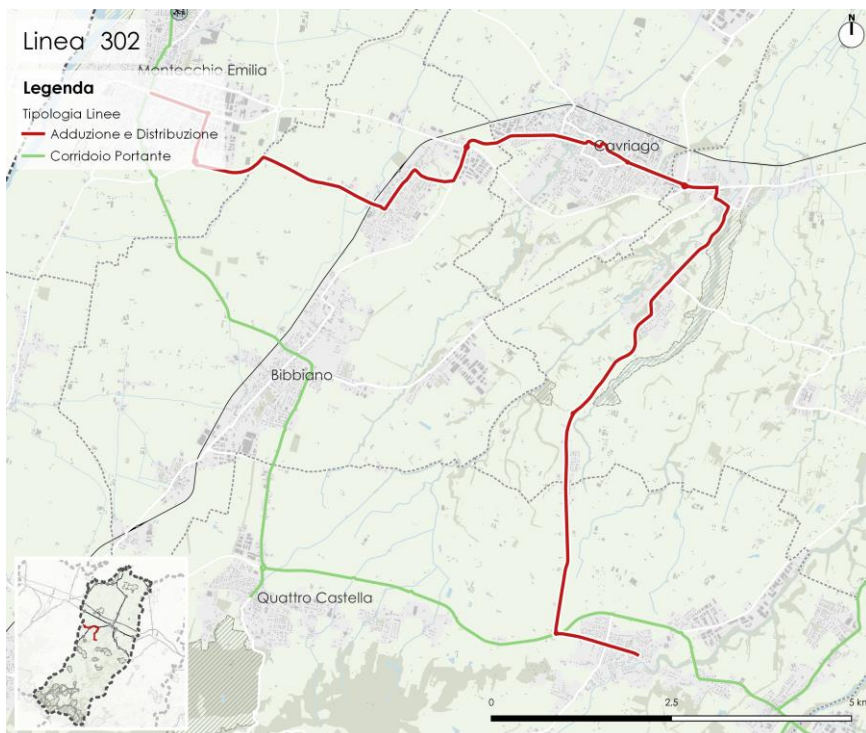 Linea 302
N
Montecchio Emilia
Legenda
Tipologia Linee
Adduzione e Distribuzione
Corridoio Portante
Cavriago
Bibbiano
Quattro Castella
0 2.5 5 km